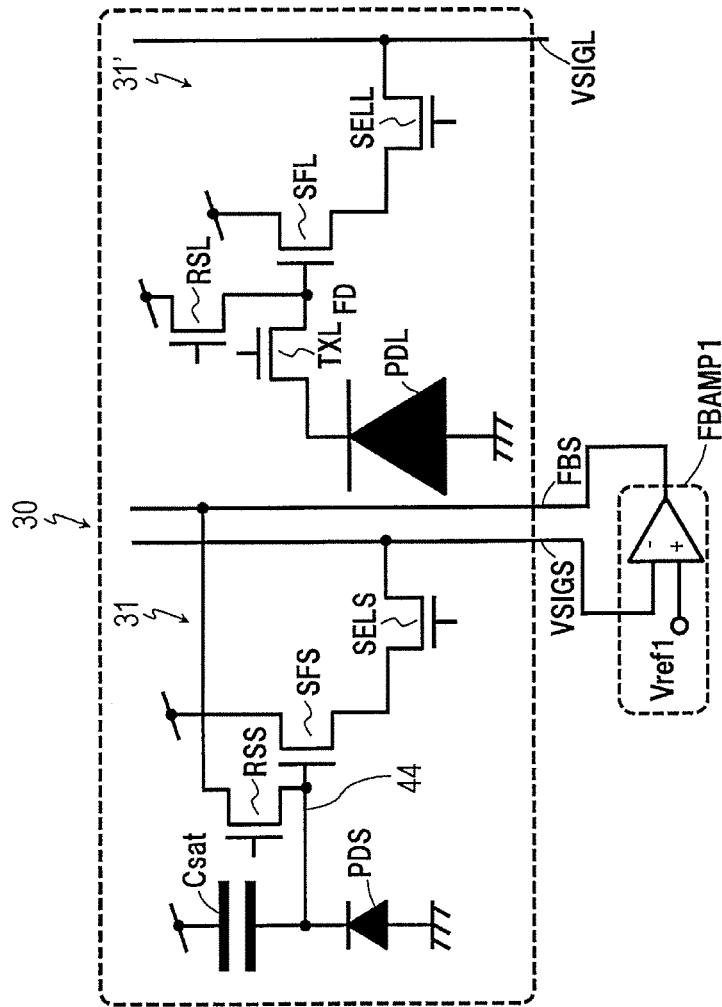 30
31
31'
Csat
RSS
SFS
SELS
PDS
44
RSL
SFL
SELL
TXL
FD
PDL
VSIGS
FBS
VSIGL
Vref1
-
+
FBAMP1